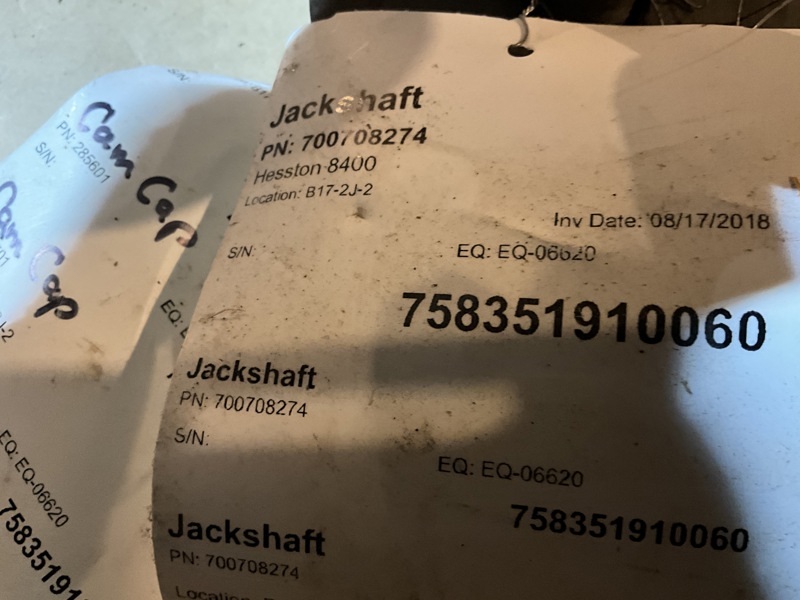 Jackshaft
PN: 700708274
Hesston 8400
Location: B17-2J-2
Inv Date: 08/17/2018
S/N:
EQ: EQ-06620
758351910060
Jackshaft
PN: 700708274
S/N:
EQ: EQ-06620
758351910060
Jackshaft
PN: 700708274
Location:
S/N:
Cam Cap
PN: 285601
S/N:
Cam Cap
EQ: EQ-06620